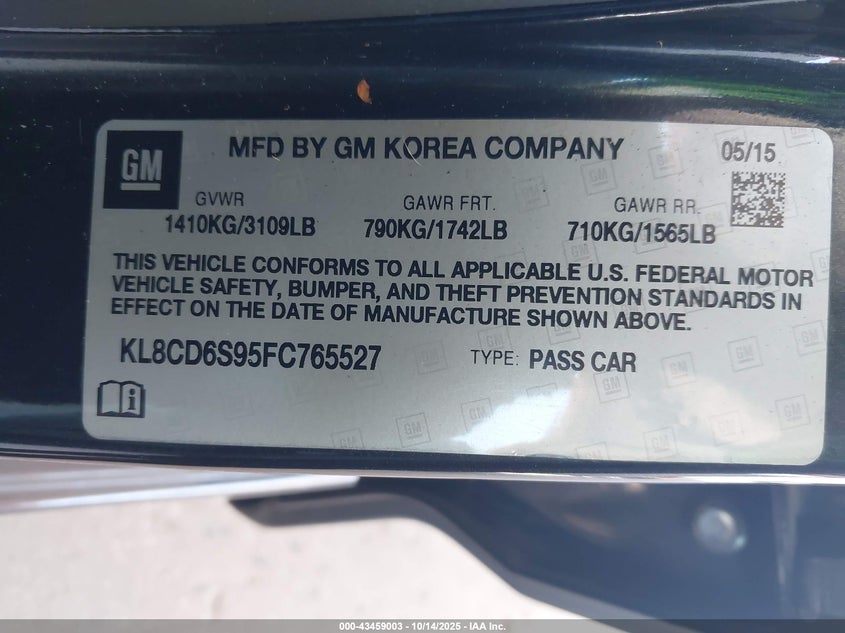 GM
MFD BY GM KOREA COMPANY 05/15
GVWR GAWR FRT. GAWR RR.
1410KG/3109LB 790KG/1742LB 710KG/1565LB
THIS VEHICLE CONFORMS TO ALL APPLICABLE U.S. FEDERAL MOTOR
VEHICLE SAFETY, BUMPER, AND THEFT PREVENTION STANDARDS IN
EFFECT ON THE DATE OF MANUFACTURE SHOWN ABOVE.
KL8CD6S95FC765527 TYPE: PASS CAR
000-43459003 | 10/14/2025 | IAA Inc.